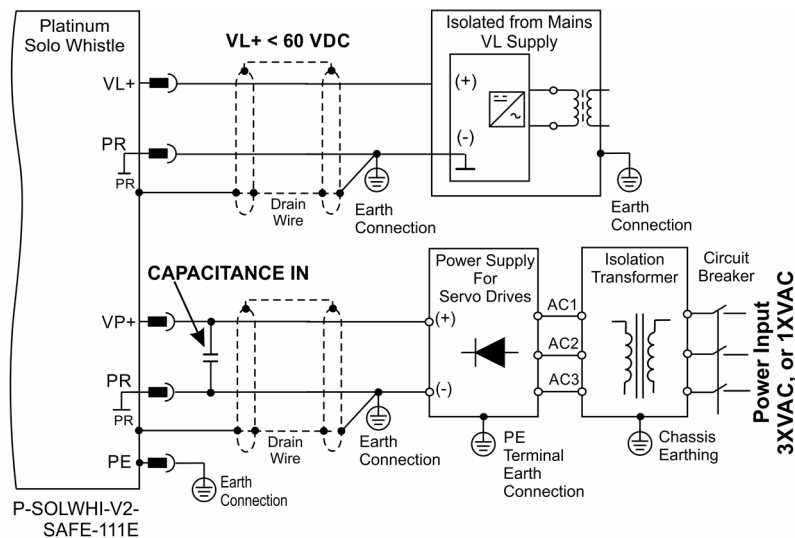 Platinum
Solo Whistle
VL+ < 60 VDC
Isolated from Mains
VL Supply
VL+
(+)
PR
(-)
PR
Drain
Wire
Earth
Connection
Earth
Connection
CAPACITANCE IN
Power Supply
For
Servo Drives
Isolation
Transformer
Circuit
Breaker
VP+
(+)
AC1
AC2
PR
(-)
AC3
PR
Power Input
3XVAC, or 1XVAC
Drain
Wire
Earth
Connection
PE
Terminal
Earth
Connection
Chassis
Earthing
PE
Earth
Connection
P-SOLWHI-V2-
SAFE-111E